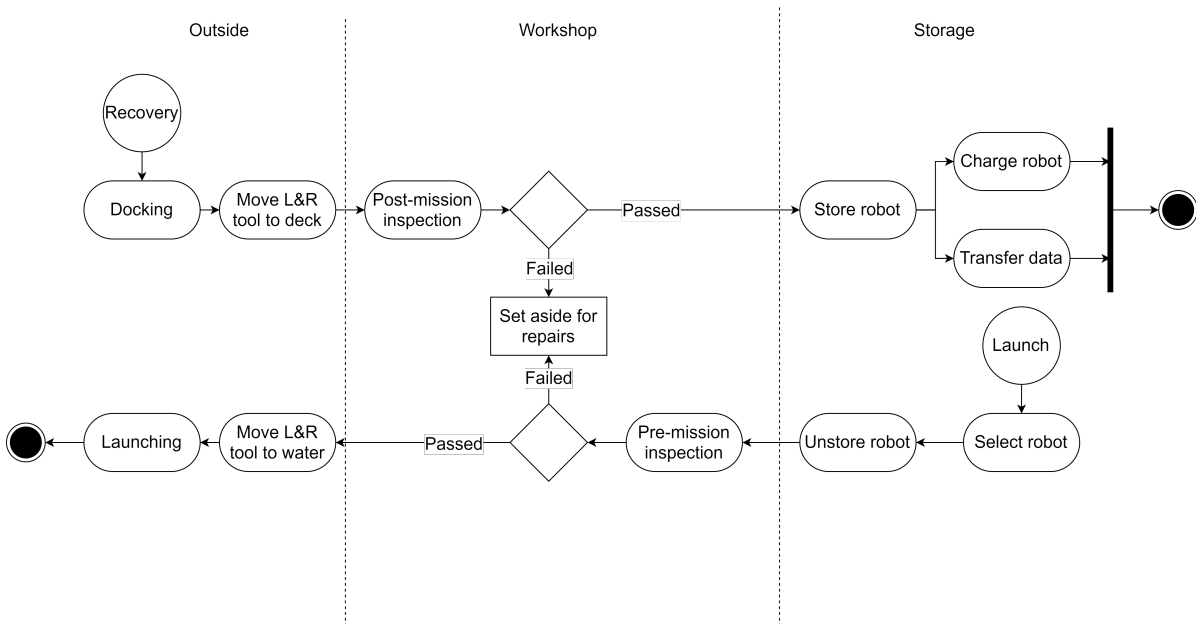 Outside
Workshop
Storage
Recovery
Docking
Move L&R
tool to deck
Post-mission
inspection
Passed
Failed
Store robot
Charge robot
Transfer data
Set aside for
repairs
Launch
Failed
Launching
Move L&R
tool to water
Passed
Pre-mission
inspection
Unstore robot
Select robot